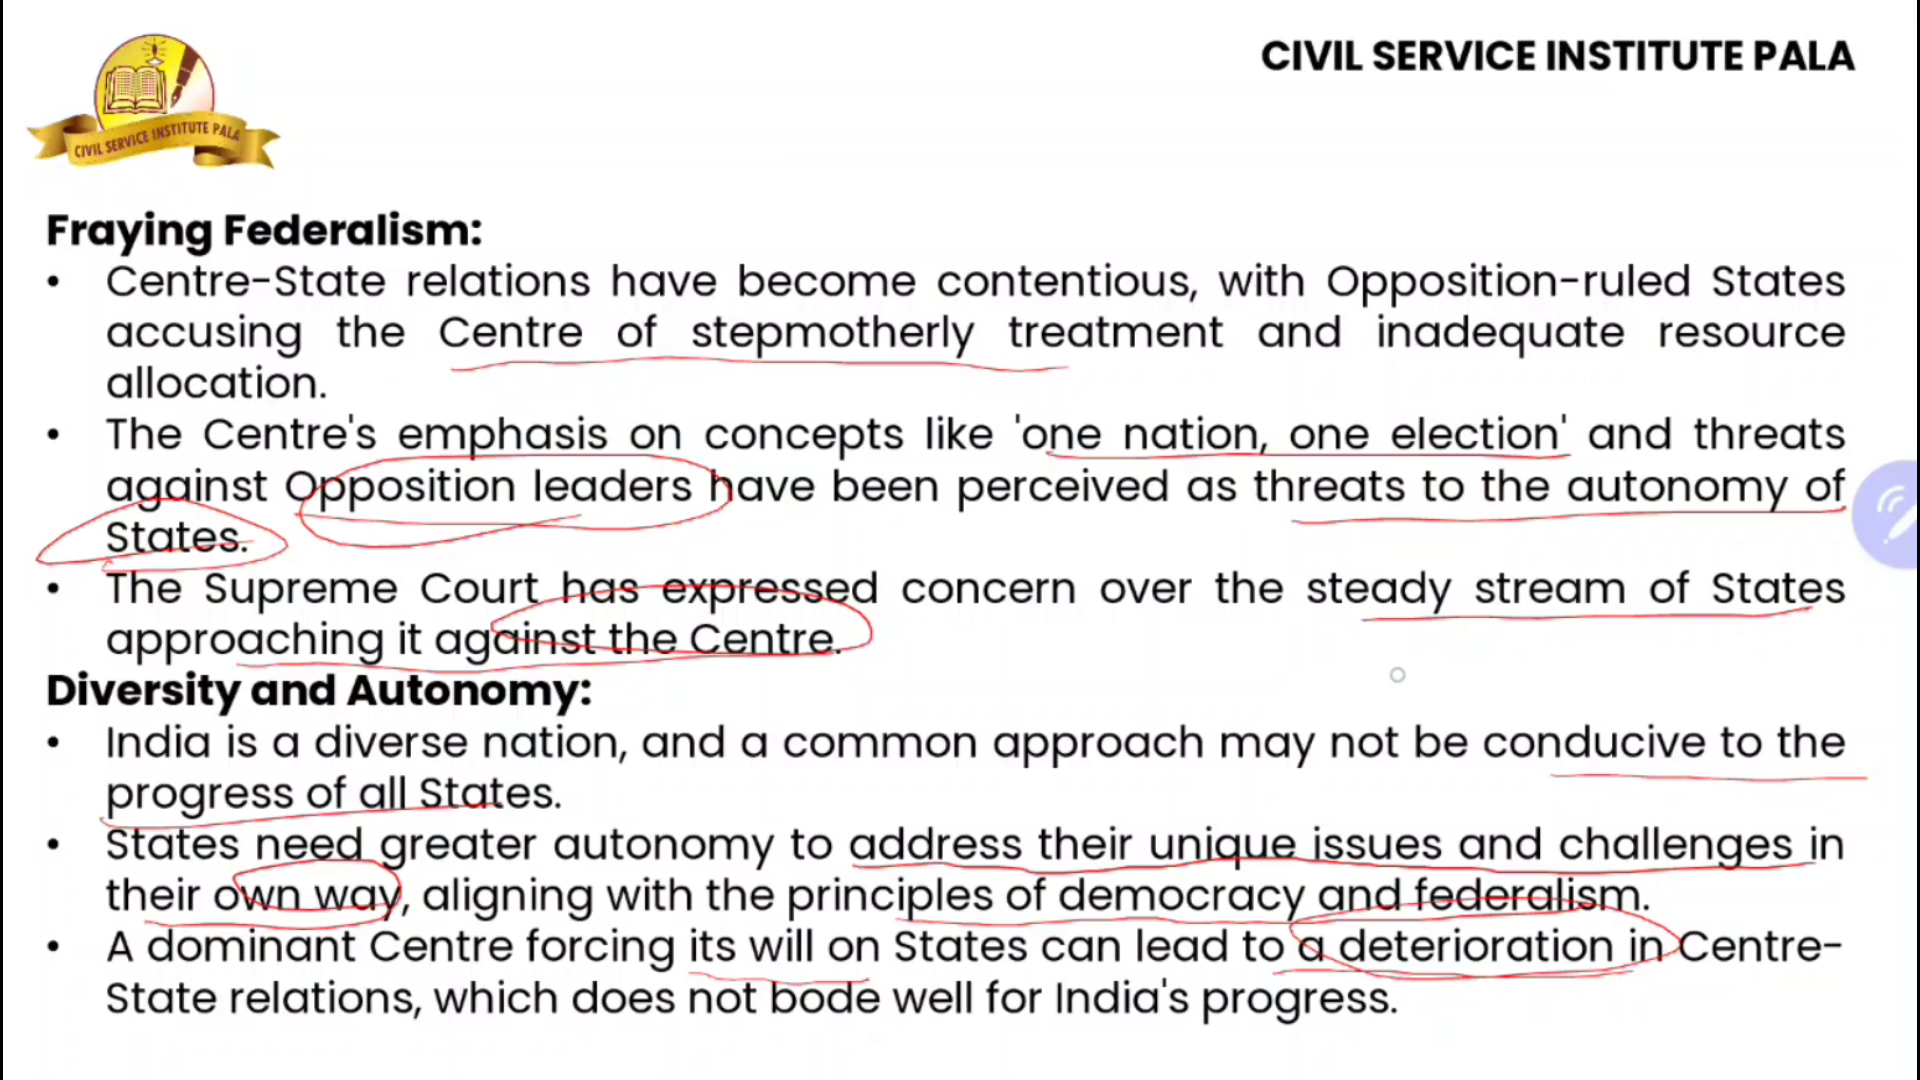 CIVIL SERVICE INSTITUTE PALA
CIVIL SERVICE INSTITUTE PALA
Fraying Federalism:
• Centre-State relations have become contentious, with Opposition-ruled States
accusing the Centre of stepmotherly treatment and inadequate resource
allocation.
• The Centre's emphasis on concepts like 'one nation, one election' and threats
against Opposition leaders have been perceived as threats to the autonomy of
States.
• The Supreme Court has expressed concern over the steady stream of States
approaching it against the Centre.
Diversity and Autonomy:
• India is a diverse nation, and a common approach may not be conducive to the
progress of all States.
• States need greater autonomy to address their unique issues and challenges in
their own way, aligning with the principles of democracy and federalism.
• A dominant Centre forcing its will on States can lead to a deterioration in Centre-
State relations, which does not bode well for India's progress.